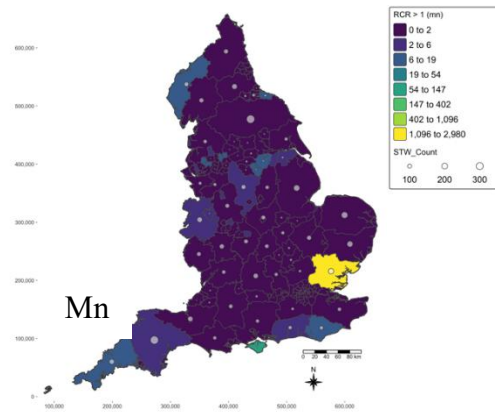 RCR > 1 (mn)
0 to 2
2 to 6
6 to 19
19 to 54
54 to 147
147 to 402
402 to 1,096
1,096 to 2,980
STW_Count
100 200 300
600,000
500,000
400,000
300,000
200,000
100,000
0
Mn
0 20 40 60 80 km
N
100,000 200,000 300,000 400,000 500,000 600,000